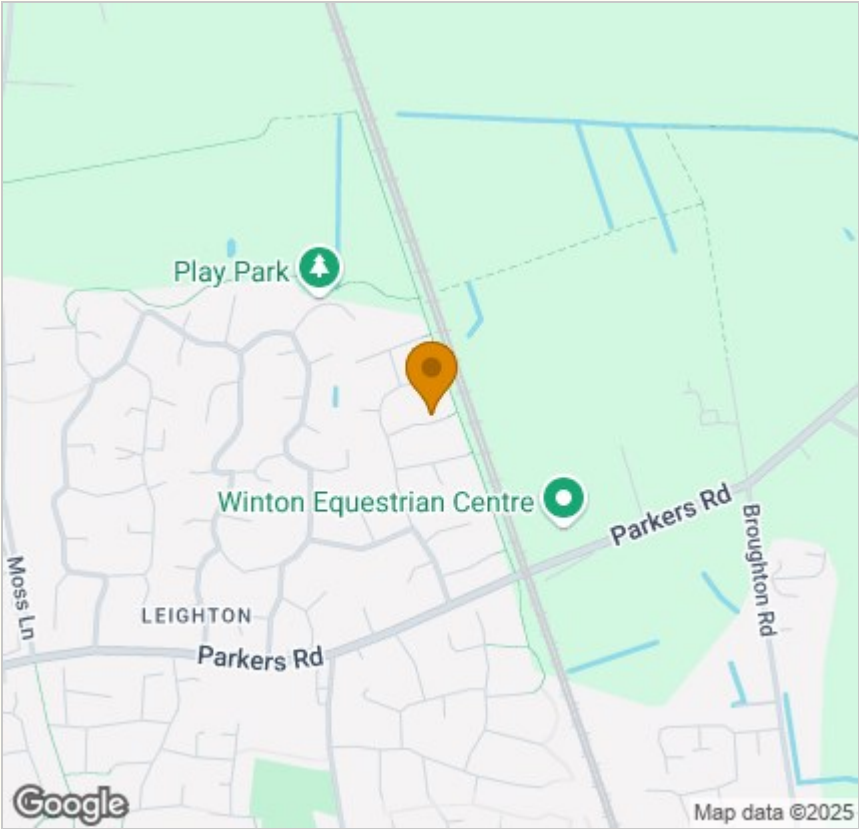 Play Park
Winton Equestrian Centre
Parkers Rd
Broughton Rd
Moss Ln
LEIGHTON
Parkers Rd
Google
Map data ©2025